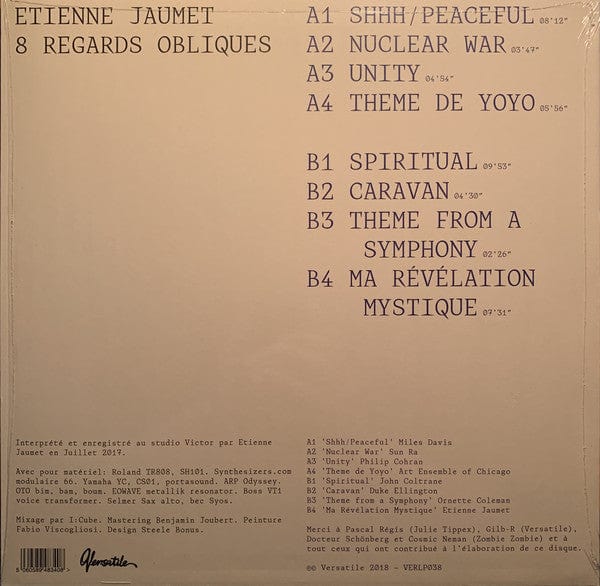 ETIENNE JAUMET
8 REGARDS OBLIQUES
A1 SHHH/PEACEFUL 08'12"
A2 NUCLEAR WAR 03'47"
A3 UNITY 04'54"
A4 THEME DE YOYO 05'56"
B1 SPIRITUAL 09'53"
B2 CARAVAN 04'30"
B3 THEME FROM A
SYMPHONY 02'26"
B4 MA RÉVÉLATION
MYSTIQUE 07'31"
Interprété et enregistré au studio Victor par Etienne
Jaumet en Juillet 2017.
Avec pour matériel: Roland TR808, SH101. Synthesizers.com
modulaire 66. Yamaha YC, CS01, portasound. ARP Odyssey.
OTO bim, bam, boum. EOWAVE metallik resonator. Boss VT1
voice transformer. Selmer Sax alto, bec Syos.
Mixage par I:Cube. Mastering Benjamin Joubert. Peinture
Fabio Viscogliosi. Design Steele Bonus.
5060589483408
Versatile
A1 'Shhh/Peaceful' Miles Davis
A2 'Nuclear War' Sun Ra
A3 'Unity' Philip Cohran
A4 'Theme de Yoyo' Art Ensemble of Chicago
B1 'Spiritual' John Coltrane
B2 'Caravan' Duke Ellington
B3 'Theme from a Symphony' Ornette Coleman
B4 'Ma Révélation Mystique' Etienne Jaumet
Merci à Pascal Régis (Julie Tippex), Gilb-R (Versatile),
Docteur Schönberg et Cosmic Neman (Zombie Zombie) et à
tout ceux qui ont contribué à l'élaboration de ce disque.
©℗ Versatile 2018 - VERLP038